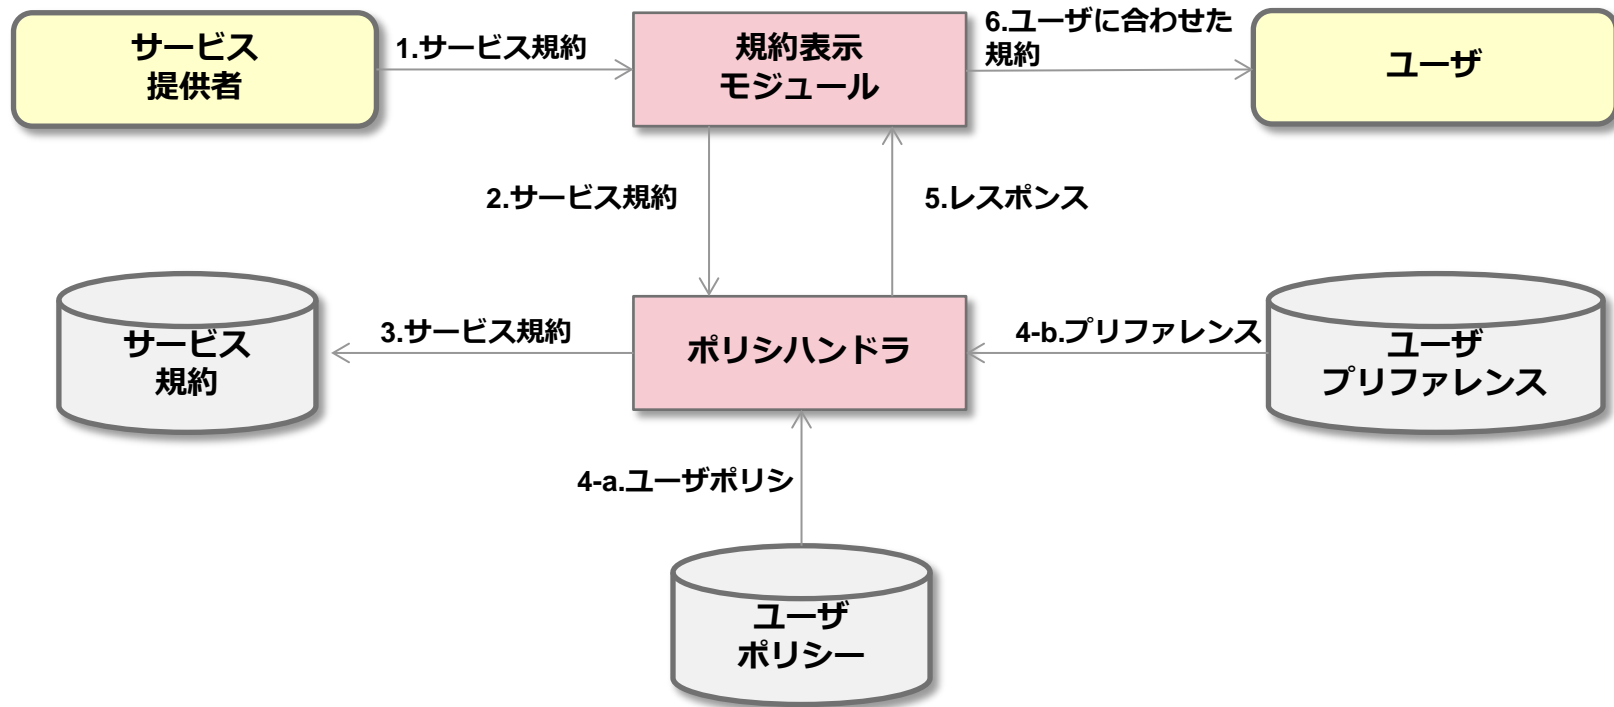 サービス
提供者
1.サービス規約
規約表示
モジュール
6.ユーザに合わせた
規約
ユーザ
2.サービス規約
5.レスポンス
サービス
規約
3.サービス規約
ポリシハンドラ
4-b.プリファレンス
ユーザ
プリファレンス
4-a.ユーザポリシ
ユーザ
ポリシー